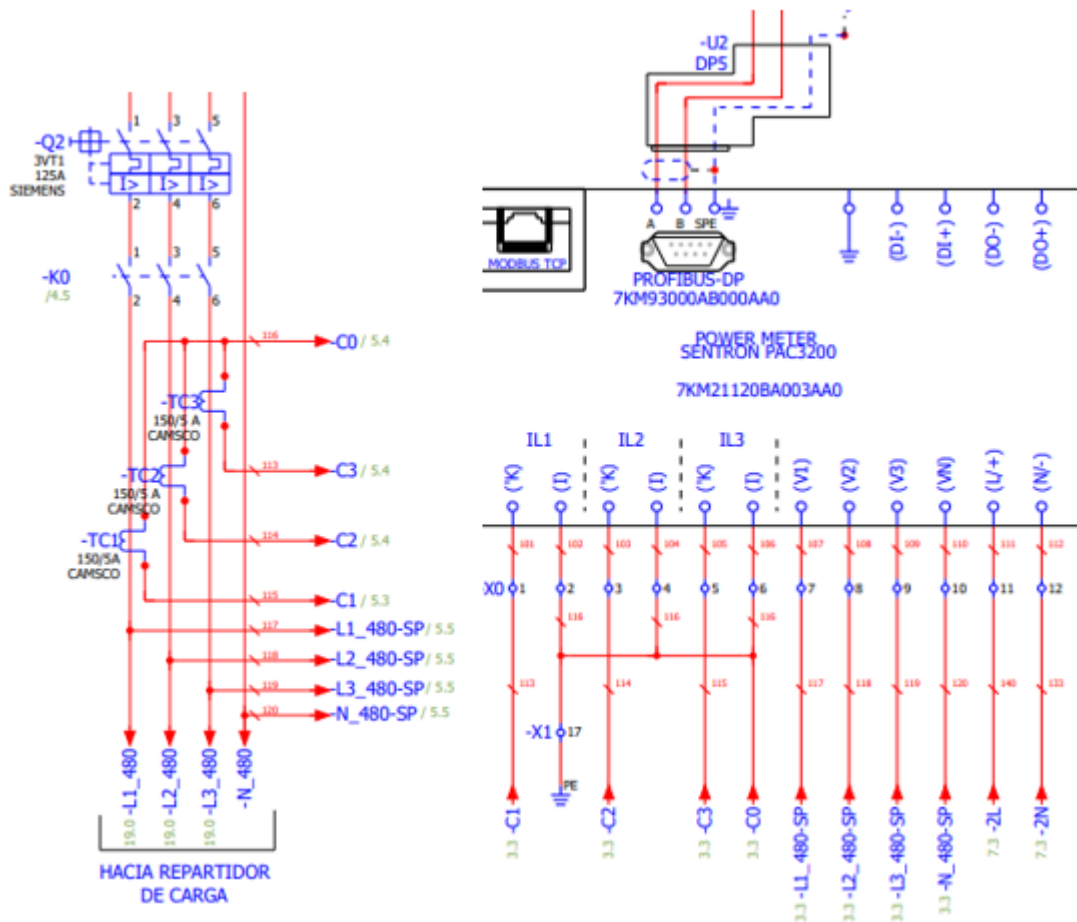 -Q2
3VT1
125A
SIEMENS
1
3
5
I>
I>
I>
2
4
6
-K0
/4.5
1
3
5
2
4
6
116
-C0 / 5.4
-TC3
150/5 A
CAMSCO
113
-C3 / 5.4
-TC2
150/5 A
CAMSCO
114
-C2 / 5.4
-TC1
150/5A
CAMSCO
115
-C1 / 5.3
117
-L1_480-SP / 5.5
118
-L2_480-SP / 5.5
119
-L3_480-SP / 5.5
120
-N_480-SP / 5.5
-L1_480
-L2_480
-L3_480
-N_480
19.0
19.0
19.0
HACIA REPARTIDOR
DE CARGA
-U2
DP5
A B SPE
MODBUS TCP
PROFIBUS-DP
7KM93000AB000AA0
(DI-)
(DI+)
(DO-)
(DO+)
POWER METER
SENTRON PAC3200
7KM21120BA003AA0
IL1 IL2 IL3
("K)
(I)
("K)
(I)
("K)
(I)
(V1)
(V2)
(V3)
(VN)
(L/+)
(N/-)
101 102 103 104 105 106 107 108 109 110 111 112
X0 1 2 3 4 5 6 7 8 9 10 11 12
116 116 116
113 114 115 117 118 119 120 140 133
-X1 17
PE
3.3 -C1
3.3 -C2
3.3 -C3
3.3 -C0
3.3 -L1_480-SP
3.3 -L2_480-SP
3.3 -L3_480-SP
3.3 -N_480-SP
7.3 -2L
7.3 -2N